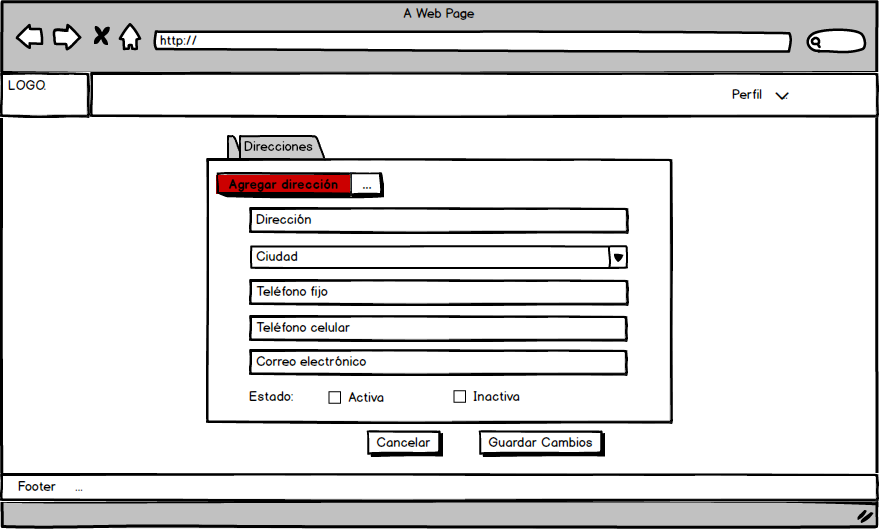 A Web Page
http://
LOGO.
Perfil
Direcciones
Agregar dirección ...
Dirección
Ciudad
Teléfono fijo
Teléfono celular
Correo electrónico
Estado: Activa Inactiva
Cancelar Guardar Cambios
Footer ...